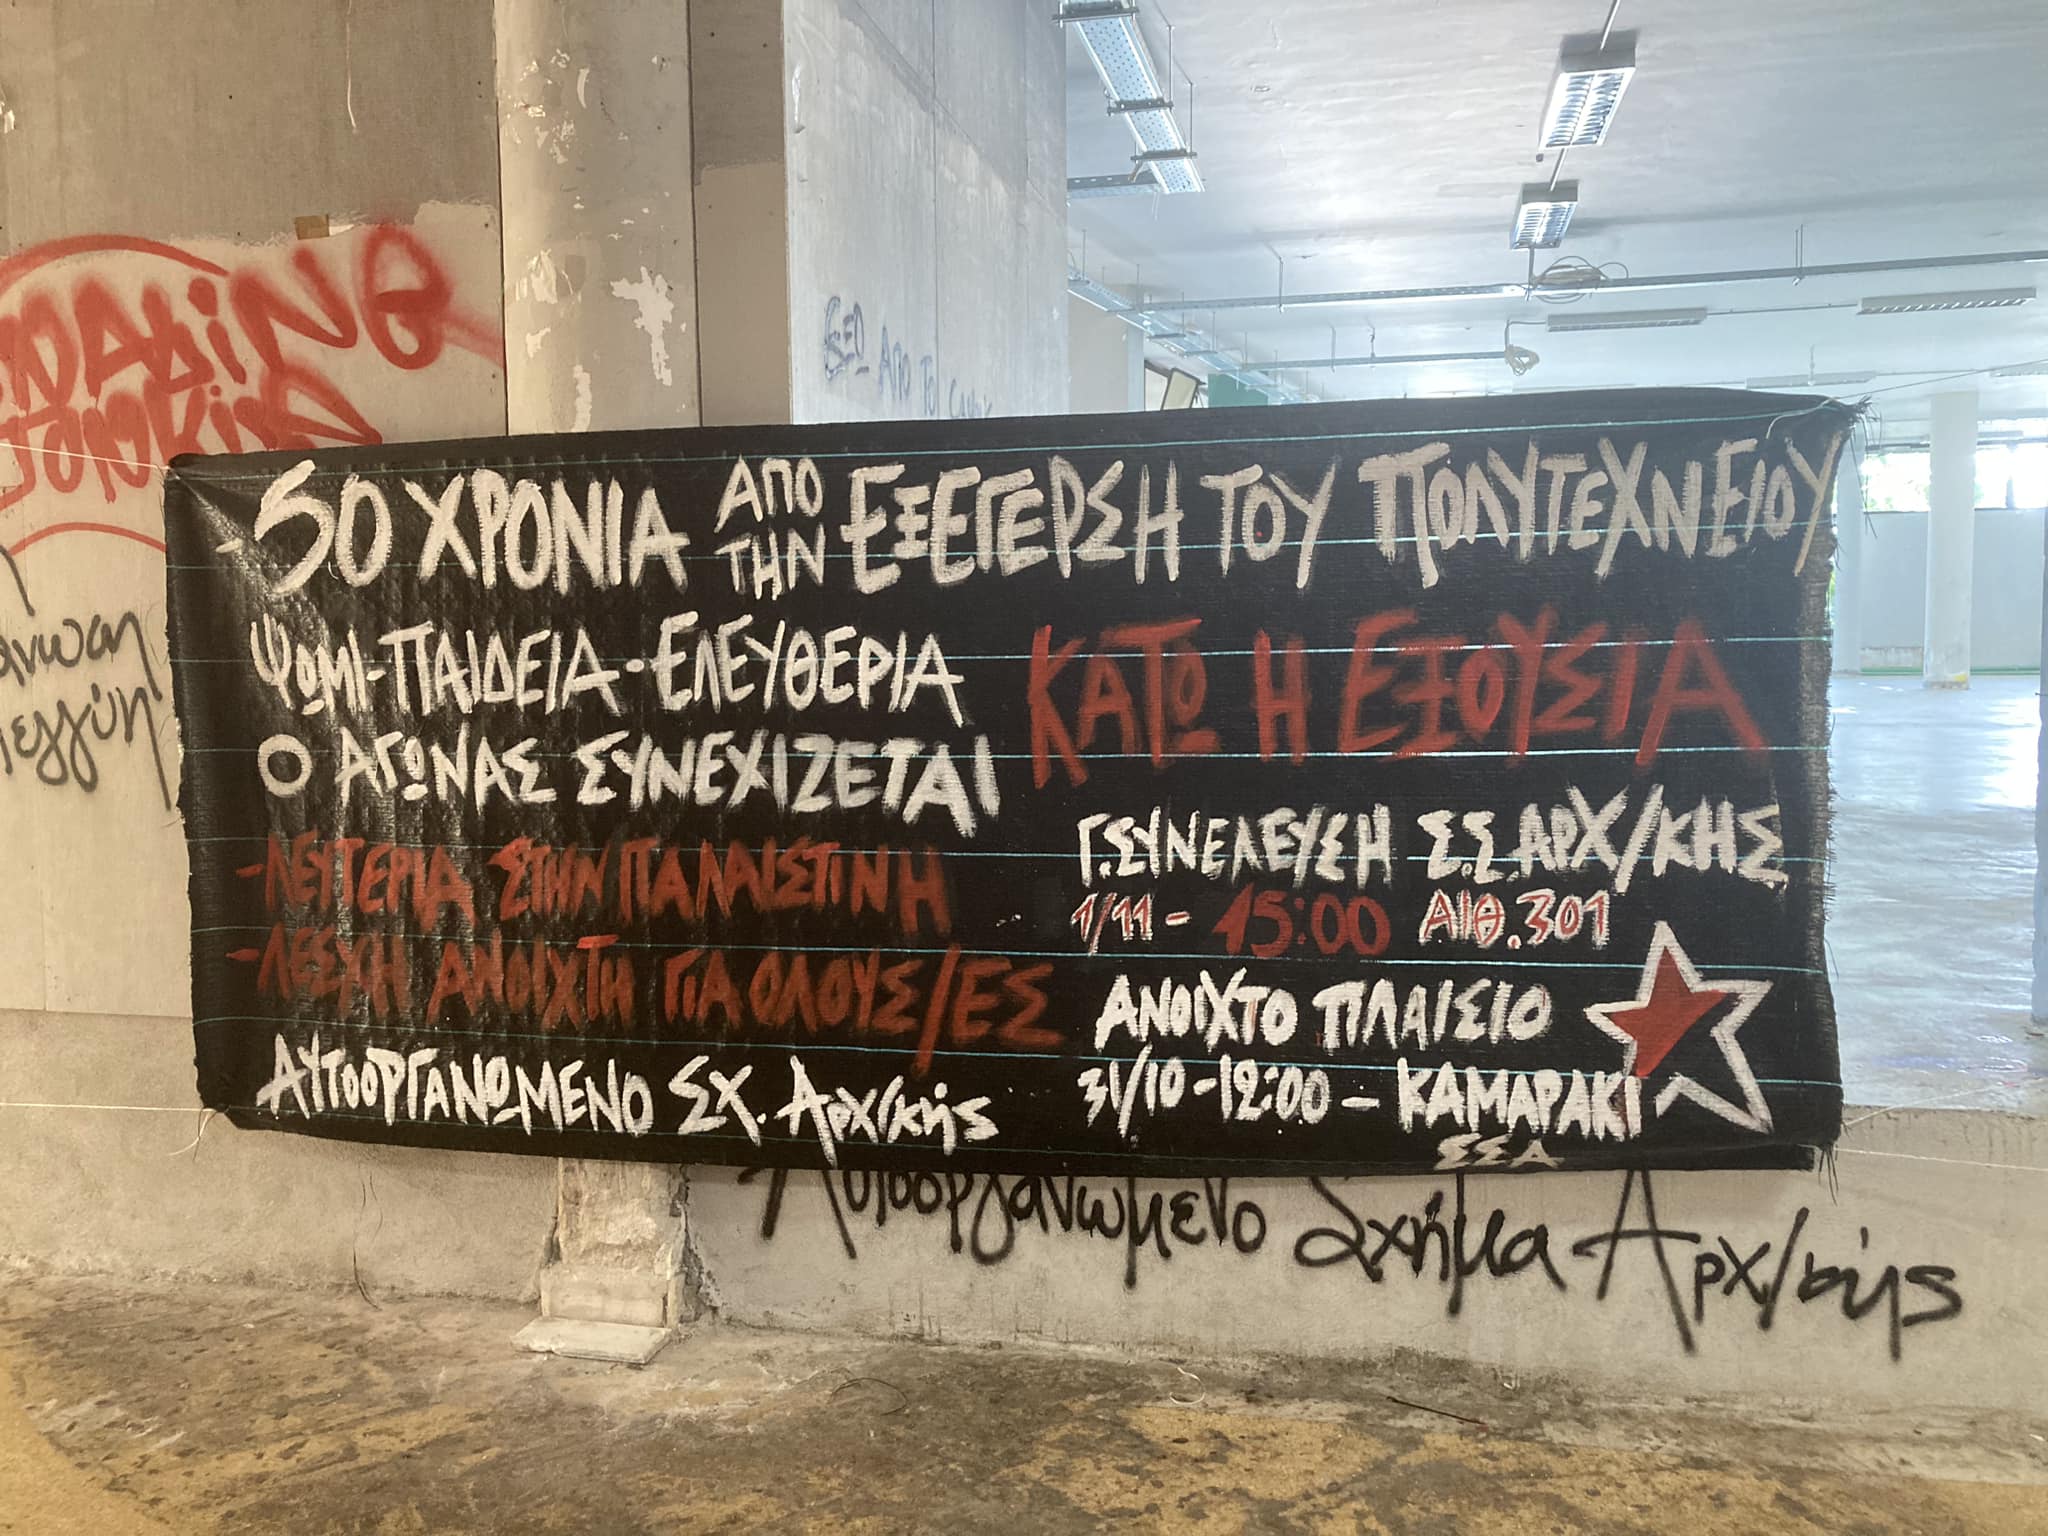 -50 ΧΡΟΝΙΑ ΑΠΟ ΤΗΝ ΕΞΕΓΕΡΣΗ ΤΟΥ ΠΟΛΥΤΕΧΝΕΙΟΥ
ΨΩΜΙ-ΠΑΙΔΕΙΑ-ΕΛΕΥΘΕΡΙΑ
Ο ΑΓΩΝΑΣ ΣΥΝΕΧΙΖΕΤΑΙ
-ΛΕΥΤΕΡΙΑ ΣΤΗΝ ΠΑΛΑΙΣΤΙΝΗ
-ΛΕΣΧΗ ΑΝΟΙΧΤΗ ΓΙΑ ΟΛΟΥΣ/ΕΣ
ΑΥΤΟΟΡΓΑΝΩΜΕΝΟ ΣΧ. Αρχ/κής
ΚΑΤΩ Η ΕΞΟΥΣΙΑ
Γ.ΣΥΝΕΛΕΥΣΗ Σ.Σ.ΑΡΧ/ΚΗΣ
1/11- 15:00 ΑΙΘ.301
ΑΝΟΙΧΤΟ ΠΛΑΙΣΙΟ
31/10-12:00 - ΚΑΜΑΡΑΚΙ
ΣΣΑ
Αυτοοργανωμενο Σχήμα Αρχ/κής
ΑΠΟ ΤΟ